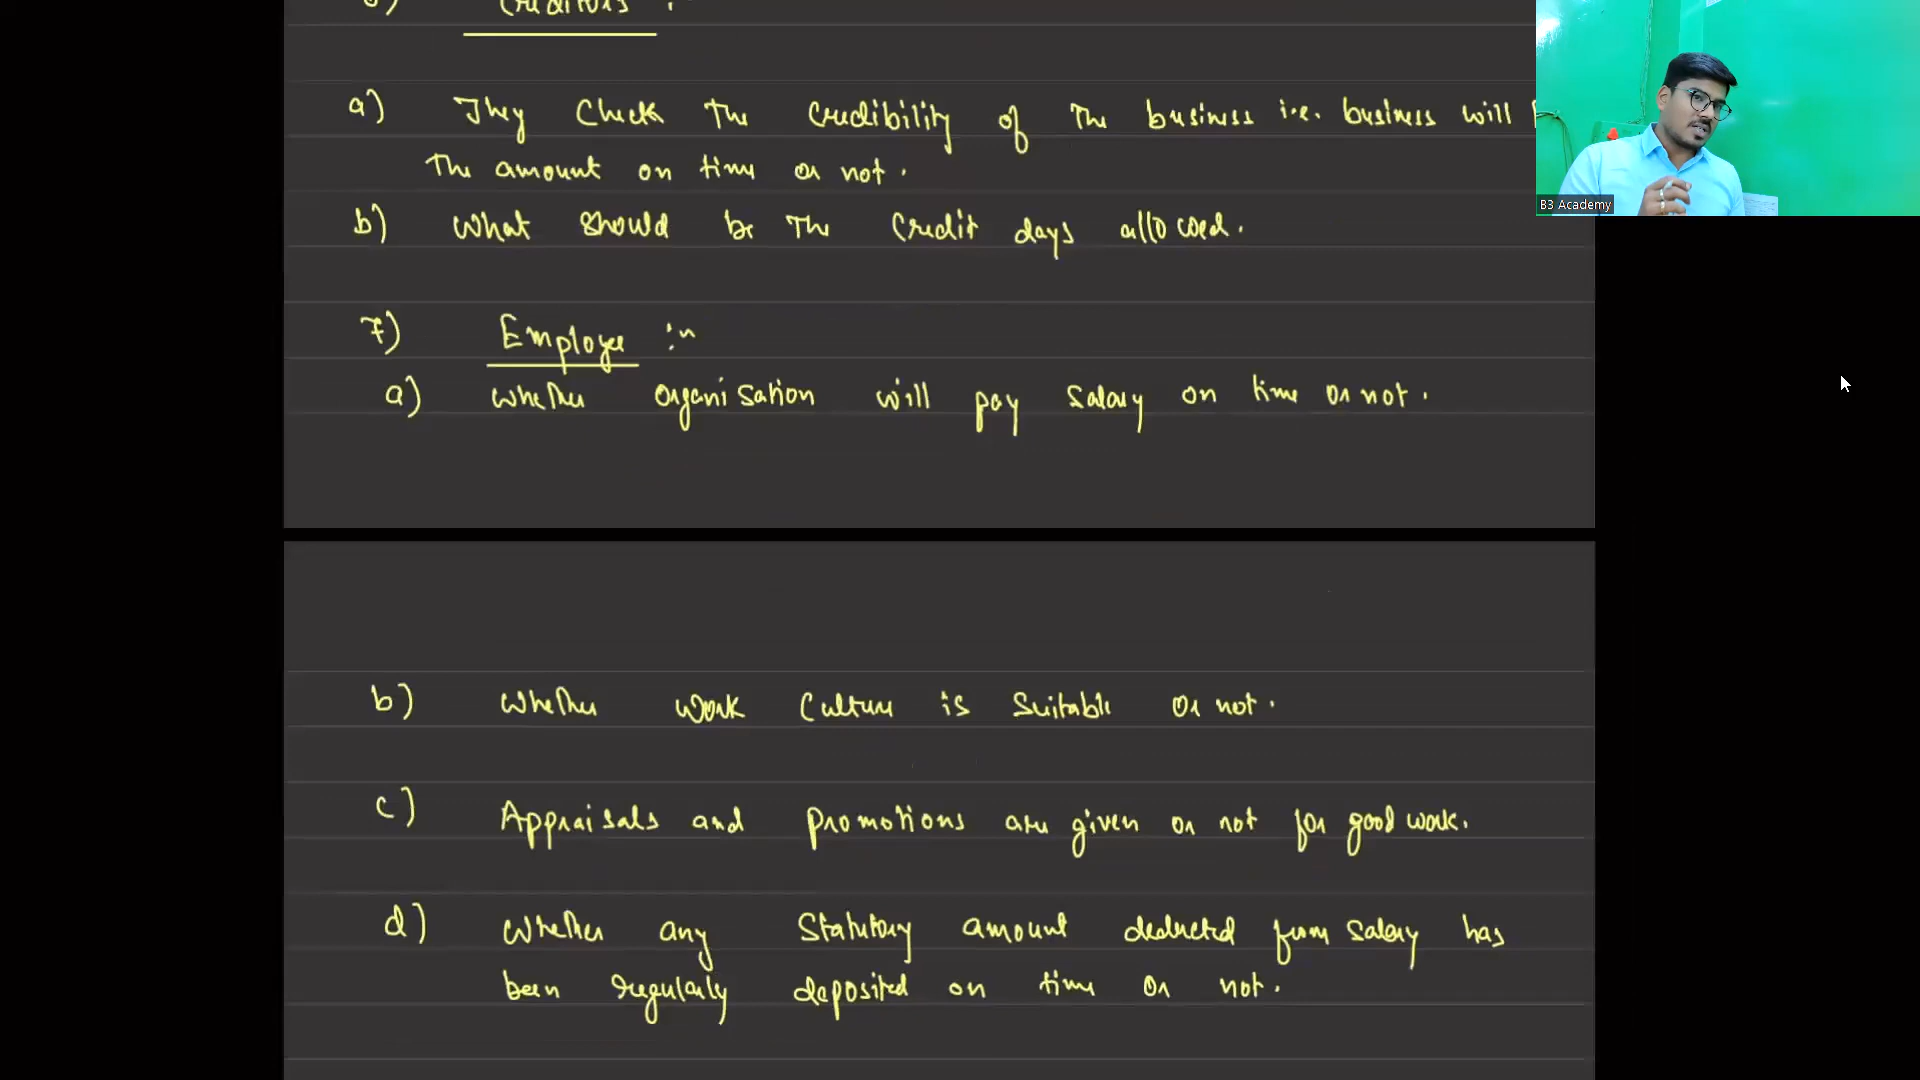 6) Creditors :
a) They Check The Credibility of The business i.e. business will
The amount on time or not.
b) What should be The Credit days allowed.
7) Employee :-
a) Whether Organisation will pay Salary on time or not.
b) Whether Work Culture is Suitable or not.
c) Appraisals and promotions are given or not for good work.
d) Whether any Statutory amount deducted from Salary has
been regularly deposited on time or not.
B3 Academy